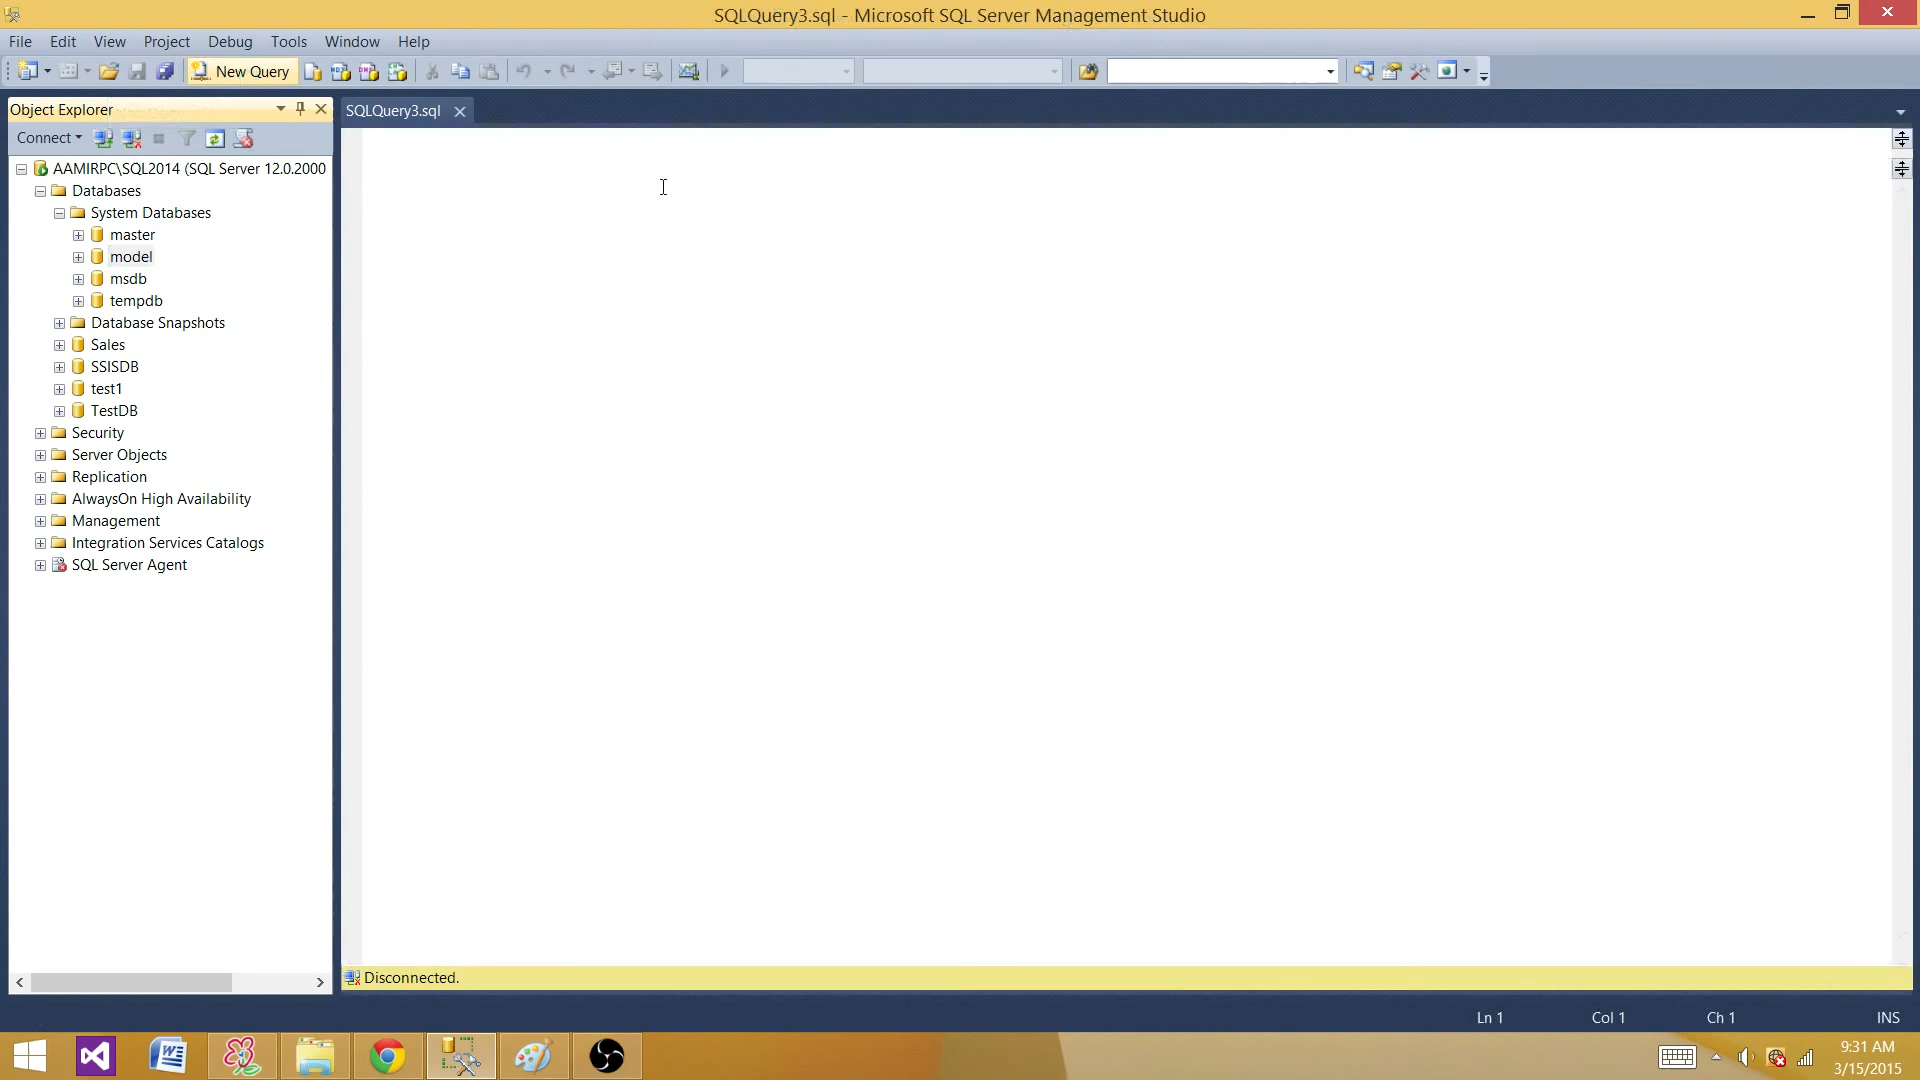 SQLQuery3.sql - Microsoft SQL Server Management Studio
File Edit View Project Debug Tools Window Help
New Query
Object Explorer
SQLQuery3.sql
Connect
AAMIRPC\SQL2014 (SQL Server 12.0.2000
Databases
System Databases
master
model
msdb
tempdb
Database Snapshots
Sales
SSISDB
test1
TestDB
Security
Server Objects
Replication
AlwaysOn High Availability
Management
Integration Services Catalogs
SQL Server Agent
Disconnected.
Ln 1 Col 1 Ch 1 INS
9:31 AM
3/15/2015